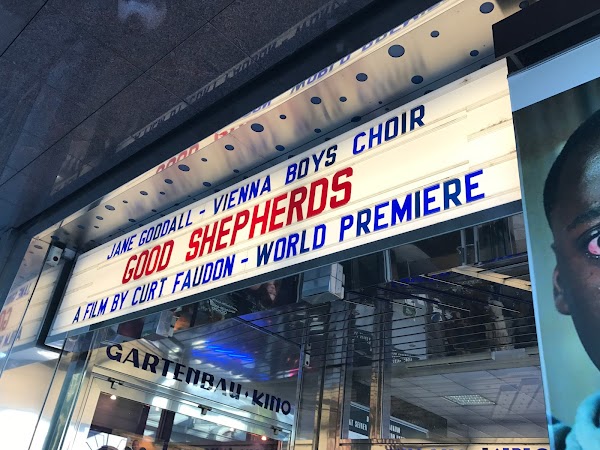 JANE GOODALL - VIENNA BOYS CHOIR
GOOD SHEPHERDS
A FILM BY CURT FAUDON - WORLD PREMIERE
GARTENBAU · KINO